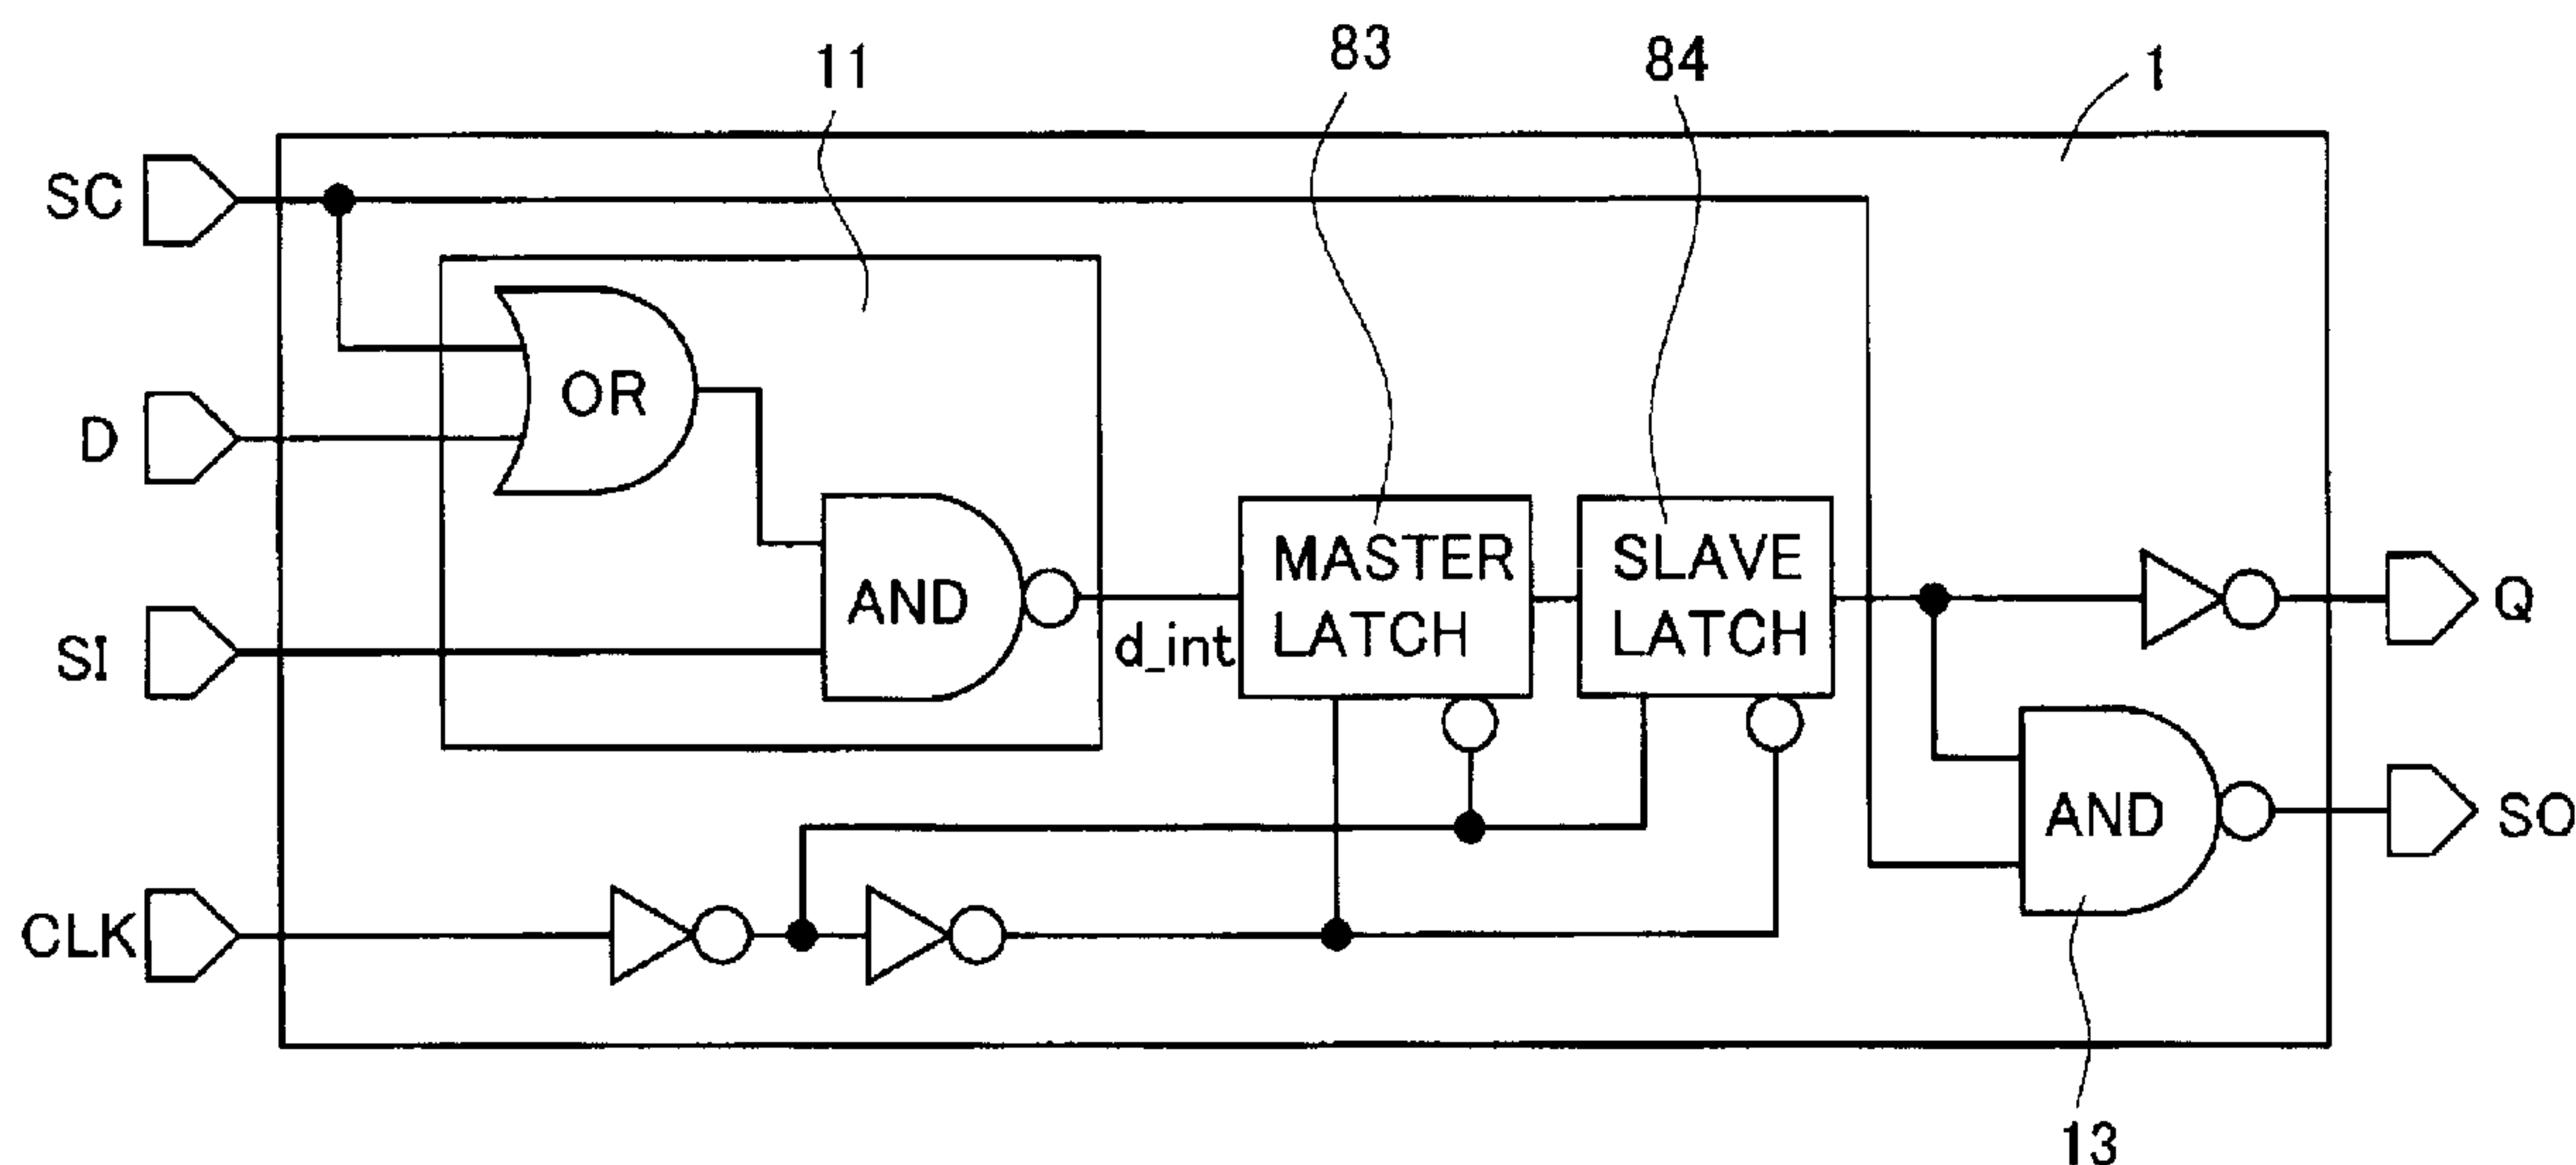 11
83
84
1
SC
OR
D
MASTER
LATCH
SLAVE
LATCH
AND
d_int
Q
SI
AND
SO
CLK
13